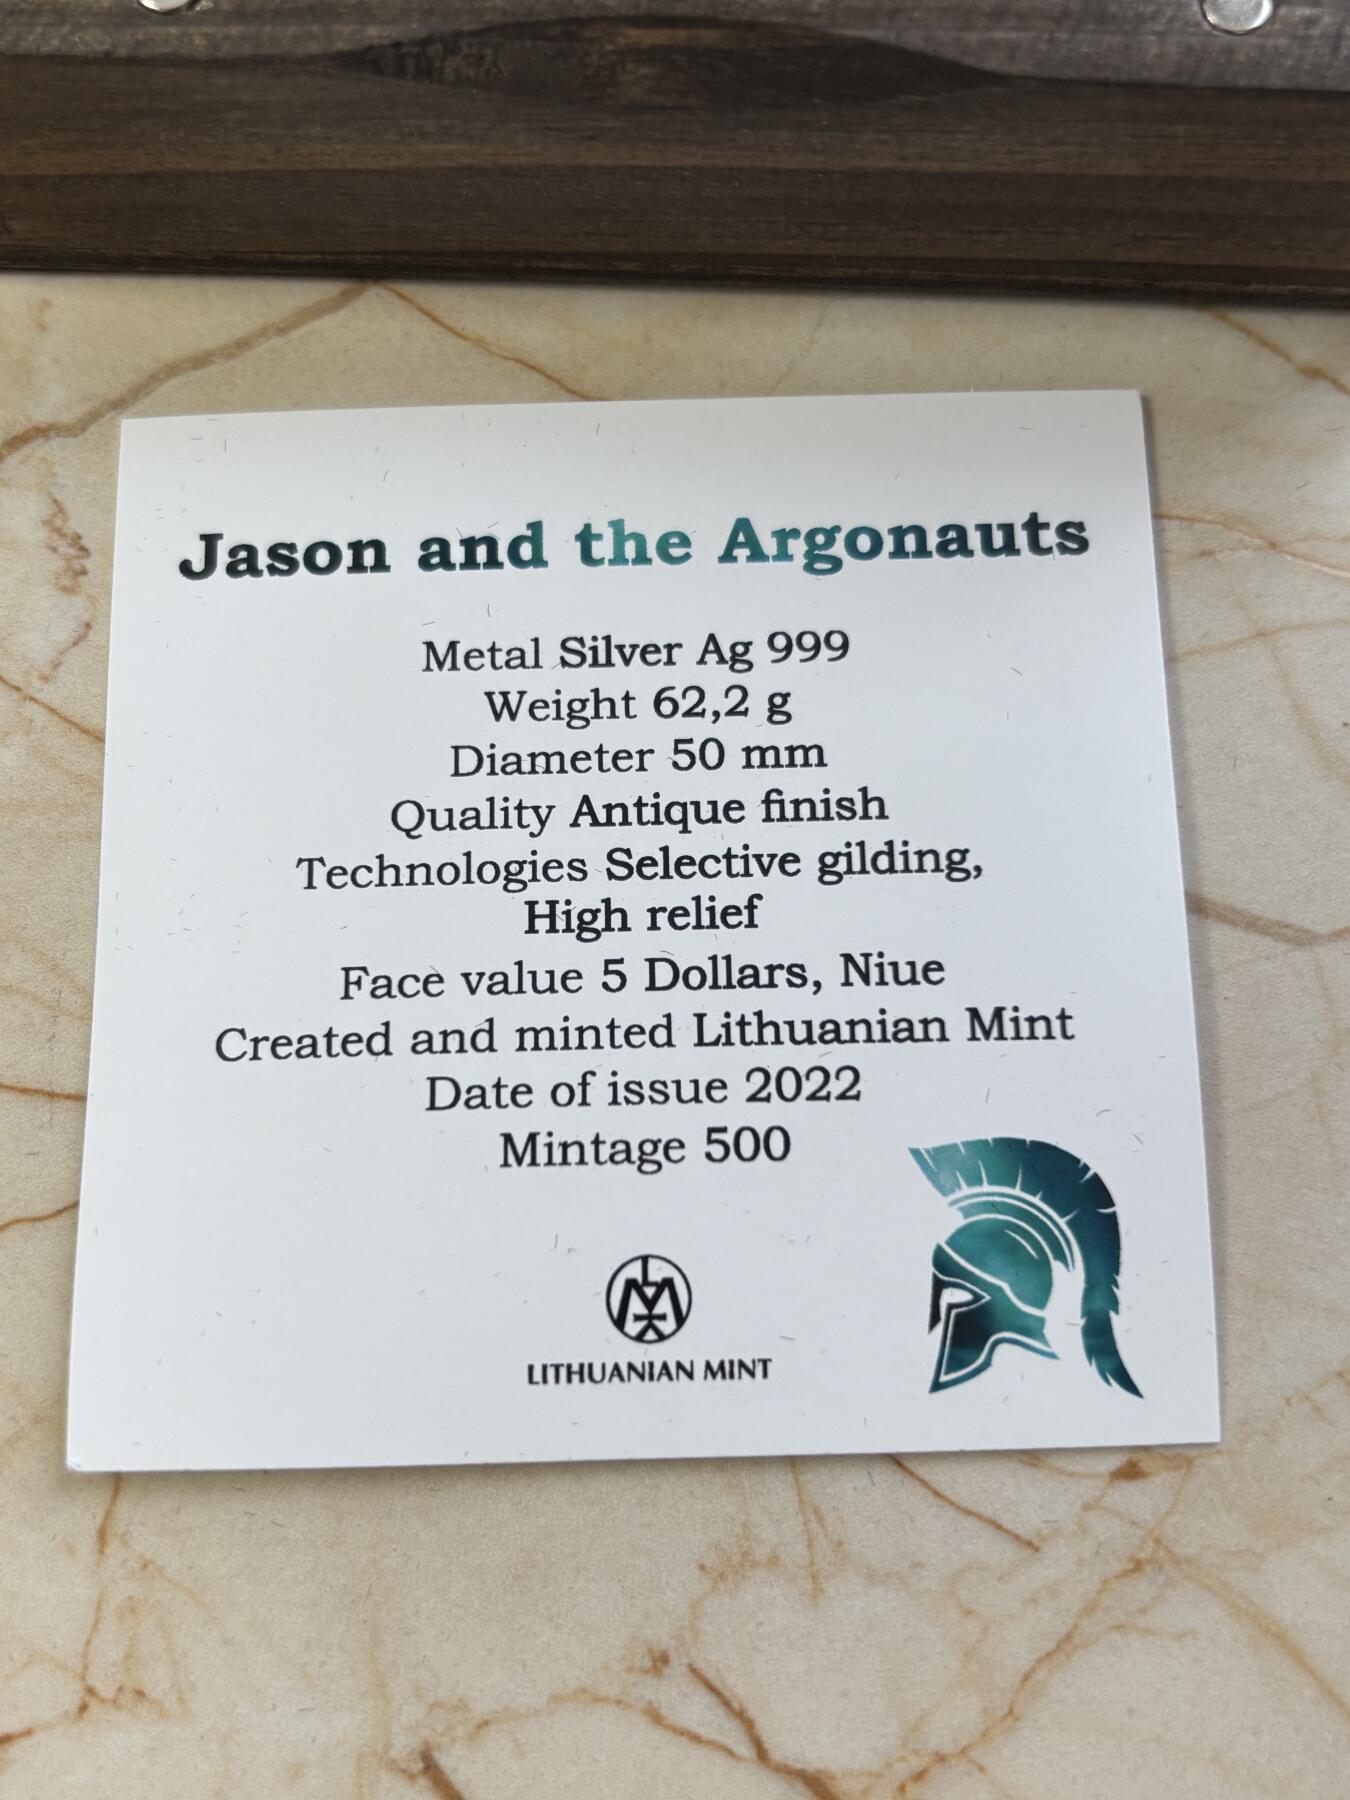 Jason and the Argonauts
Metal Silver Ag 999
Weight 62,2 g
Diameter 50 mm
Quality Antique finish
Technologies Selective gilding,
High relief
Face value 5 Dollars, Niue
Created and minted Lithuanian Mint
Date of issue 2022
Mintage 500
LITHUANIAN MINT